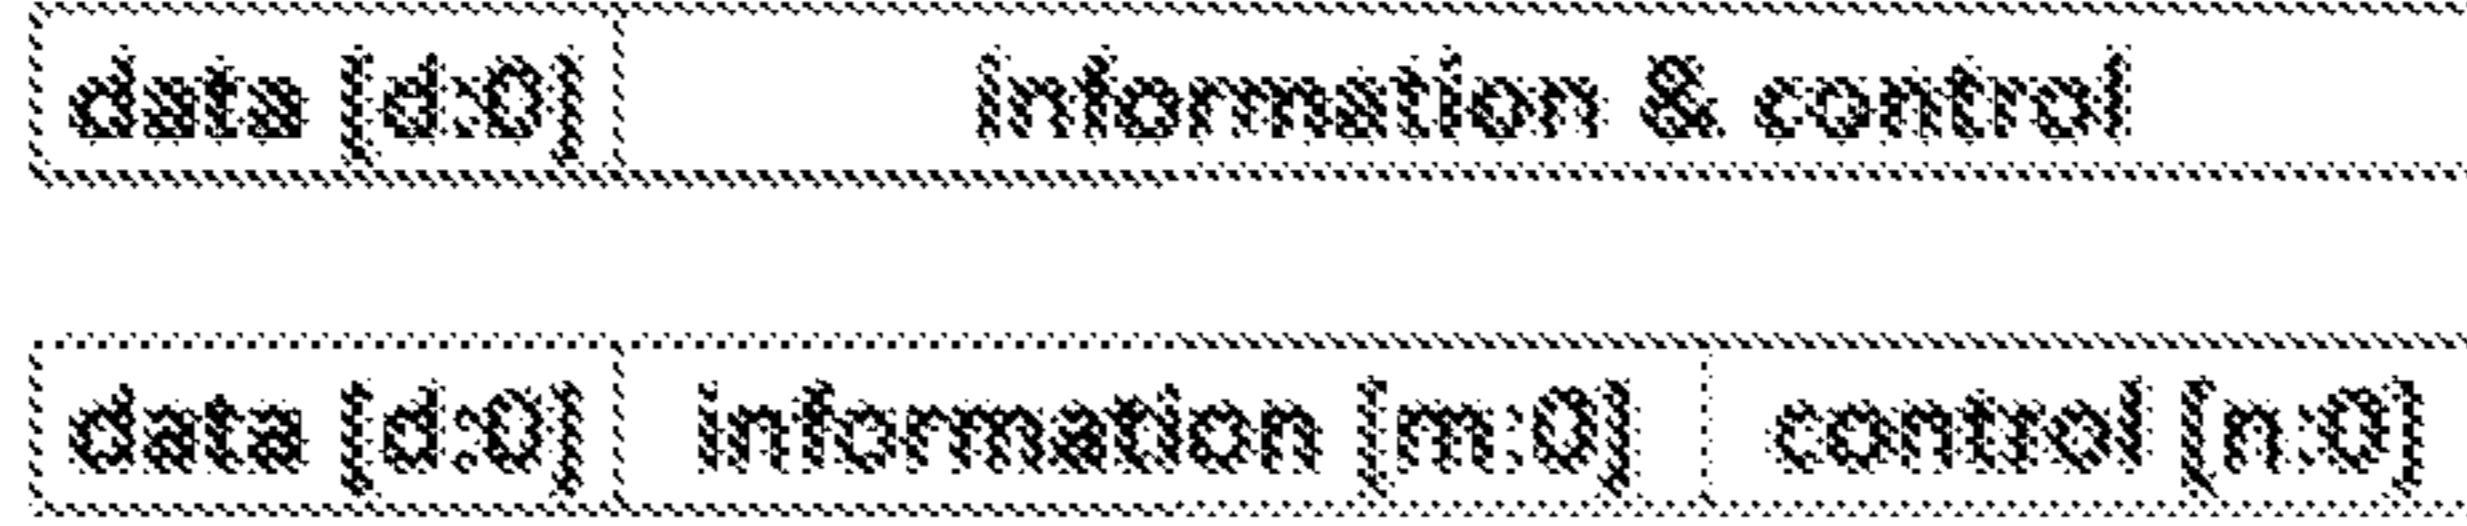 data [d:0] information & control
data [d:0] information [m:0] control [n:0]